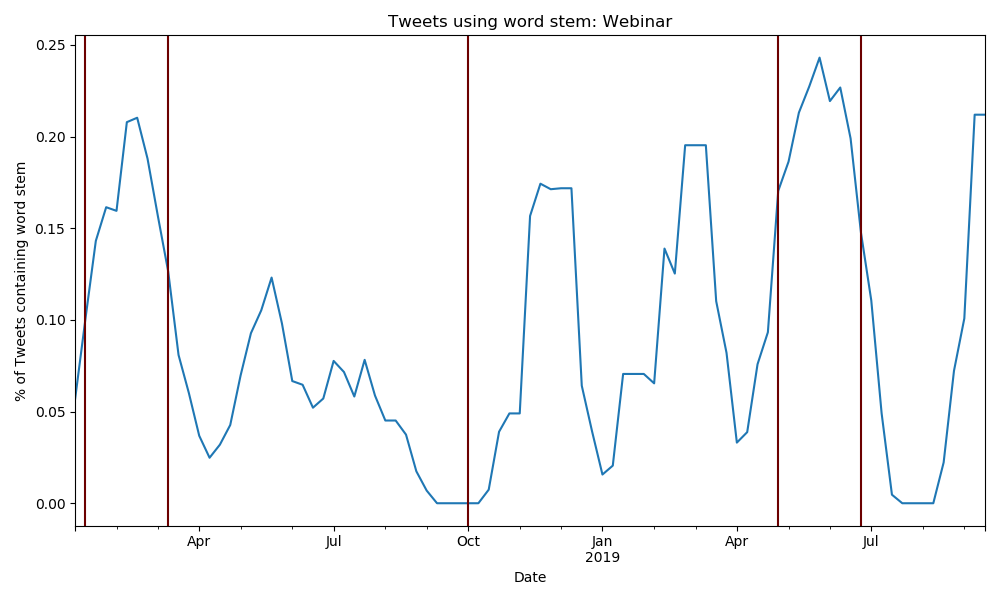 Tweets using word stem: Webinar
% of Tweets containing word stem
0.25
0.20
0.15
0.10
0.05
0.00
Apr Jul Oct Jan Apr Jul
2019
Date